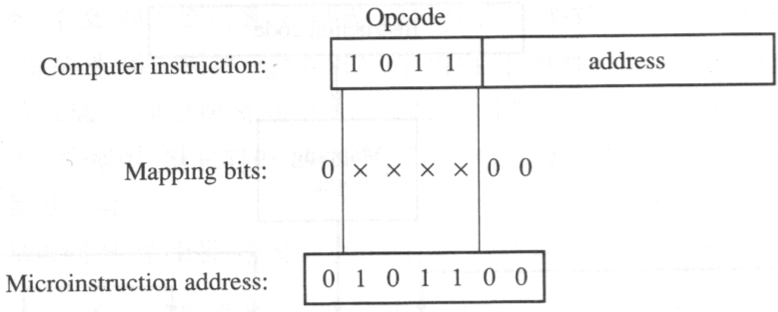 Opcode
Computer instruction: 1 0 1 1 address
Mapping bits: 0 × × × × 0 0
Microinstruction address: 0 1 0 1 1 0 0